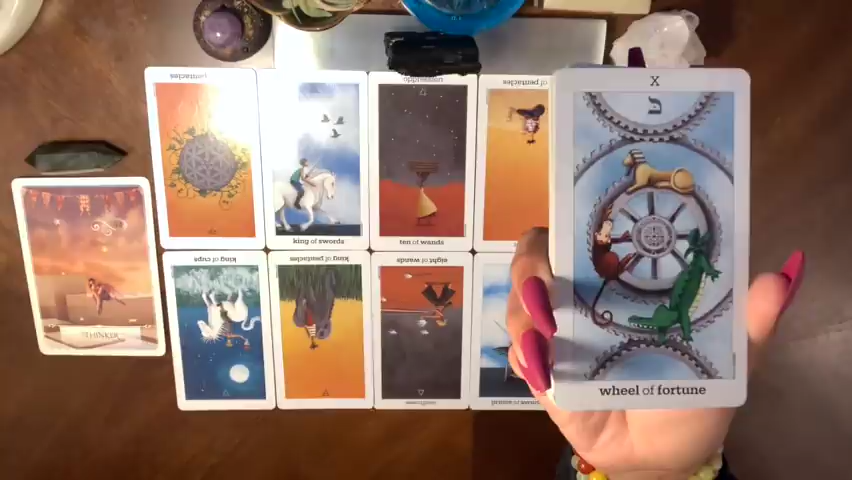 pentacles
king of swords
ten of wands
of pentacles
X
כ
wheel of fortune
THINKER
king of cups
king of pentacles
eight of wands